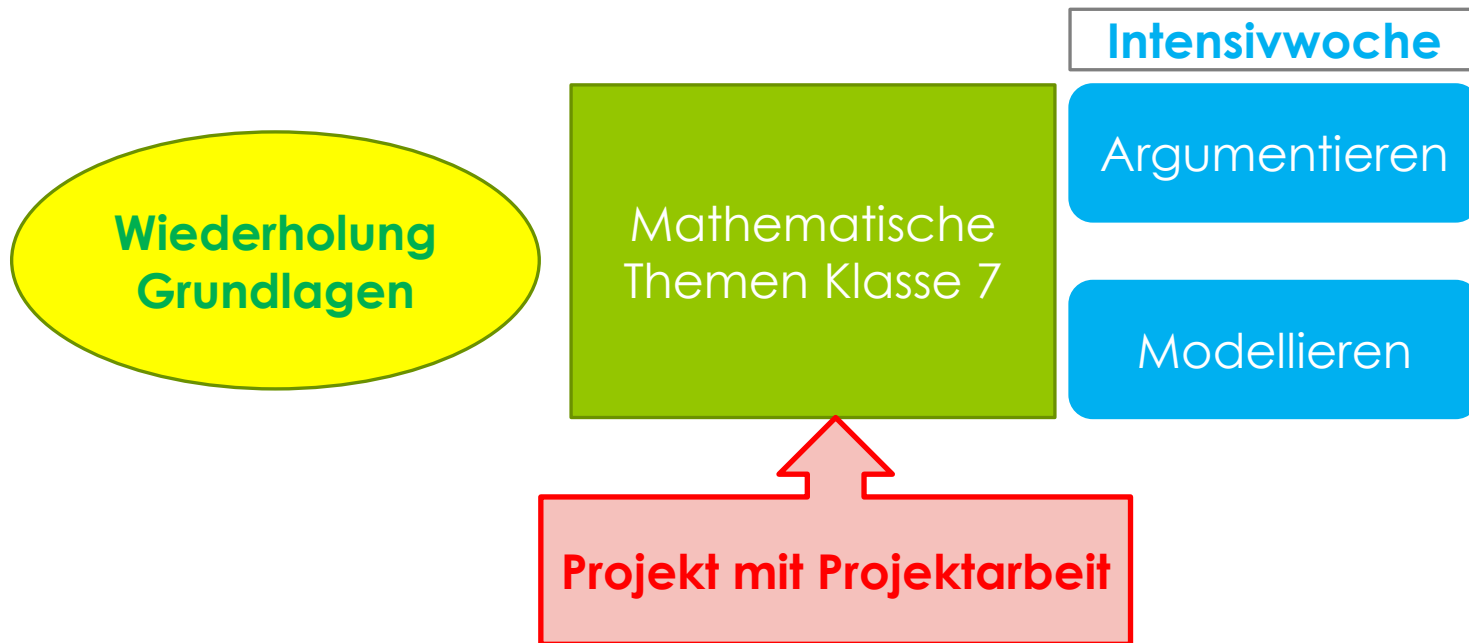 Intensivwoche
Wiederholung
Grundlagen
Mathematische
Themen Klasse 7
Argumentieren
Modellieren
Projekt mit Projektarbeit